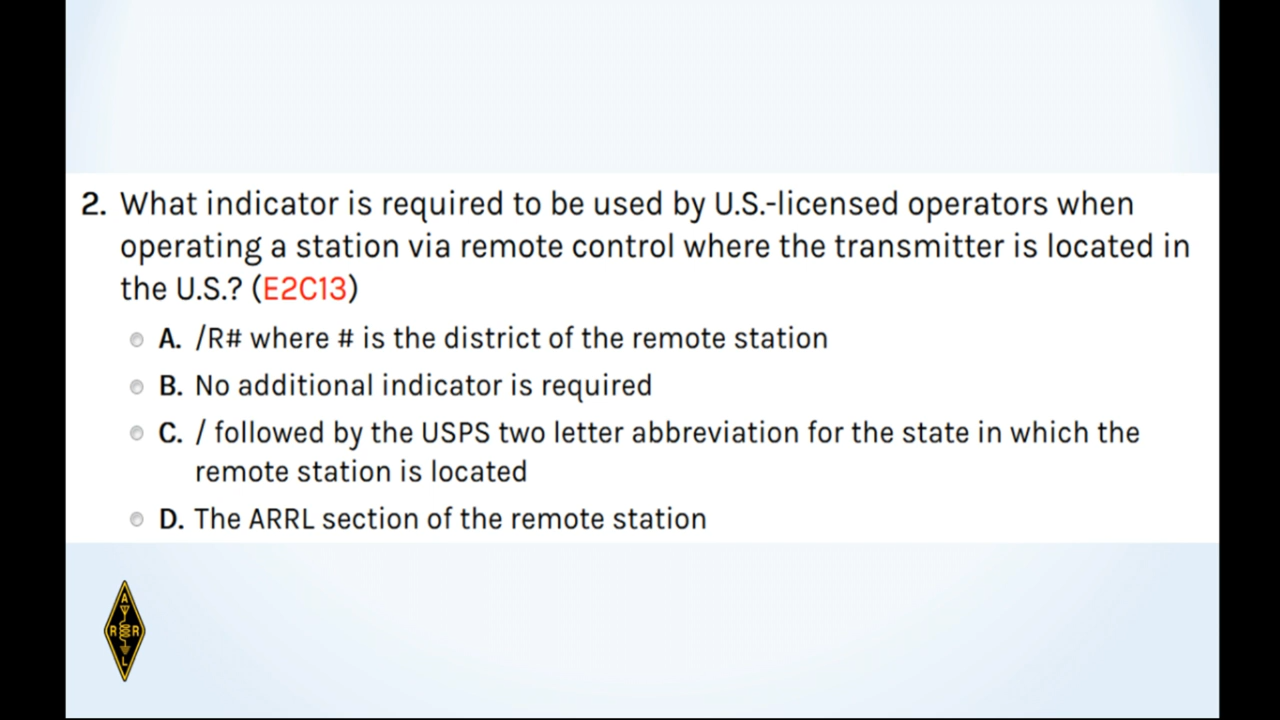 2. What indicator is required to be used by U.S.-licensed operators when
operating a station via remote control where the transmitter is located in
the U.S.? (E2C13)
A. /R# where # is the district of the remote station
B. No additional indicator is required
C. / followed by the USPS two letter abbreviation for the state in which the
remote station is located
D. The ARRL section of the remote station
A
R R
L